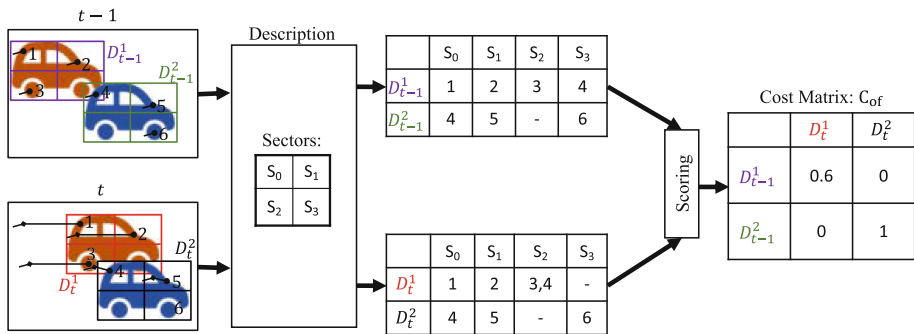 t − 1
1
2
3
D¹ₜ₋₁
D²ₜ₋₁
4
5
6
t
1
2
3
D¹ₜ
D²ₜ
4
5
6
Description
Sectors:
S₀ S₁
S₂ S₃
S₀ S₁ S₂ S₃
D¹ₜ₋₁ 1 2 3 4
D²ₜ₋₁ 4 5 - 6
S₀ S₁ S₂ S₃
D¹ₜ 1 2 3,4 -
D²ₜ 4 5 - 6
Scoring
Cost Matrix: C_of
D¹ₜ D²ₜ
D¹ₜ₋₁ 0.6 0
D²ₜ₋₁ 0 1